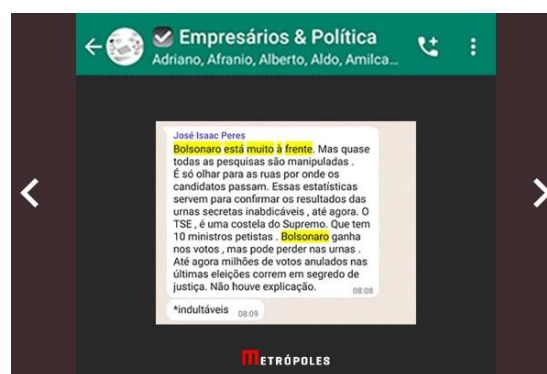 Empresários & Política
Adriano, Afranio, Alberto, Aldo, Amilca...
José Isaac Peres
Bolsonaro está muito à frente. Mas quase
todas as pesquisas são manipuladas .
É só olhar para as ruas por onde os
candidatos passam. Essas estatísticas
servem para confirmar os resultados das
urnas secretas inabdicáveis , até agora. O
TSE , é uma costela do Supremo. Que tem
10 ministros petistas . Bolsonaro ganha
nos votos , mas pode perder nas urnas .
Até agora milhões de votos anulados nas
últimas eleições correm em segredo de
justiça. Não houve explicação. 08:08
*indultáveis 08:09
METRÓPOLES